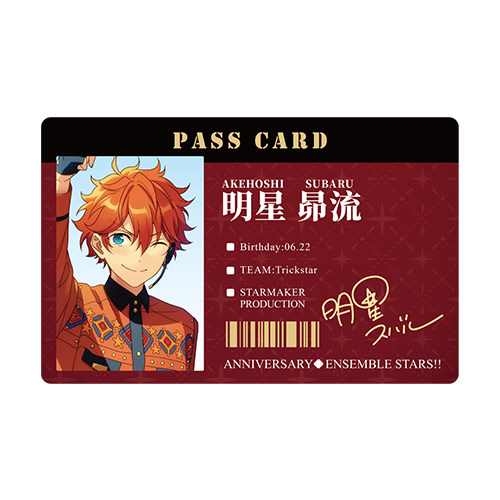 PASS CARD
AKEHOSHI SUBARU
明星 昴流
Birthday:06.22
TEAM:Trickstar
STARMAKER
PRODUCTION
明星
スバル
ANNIVERSARY◆ENSEMBLE STARS!!